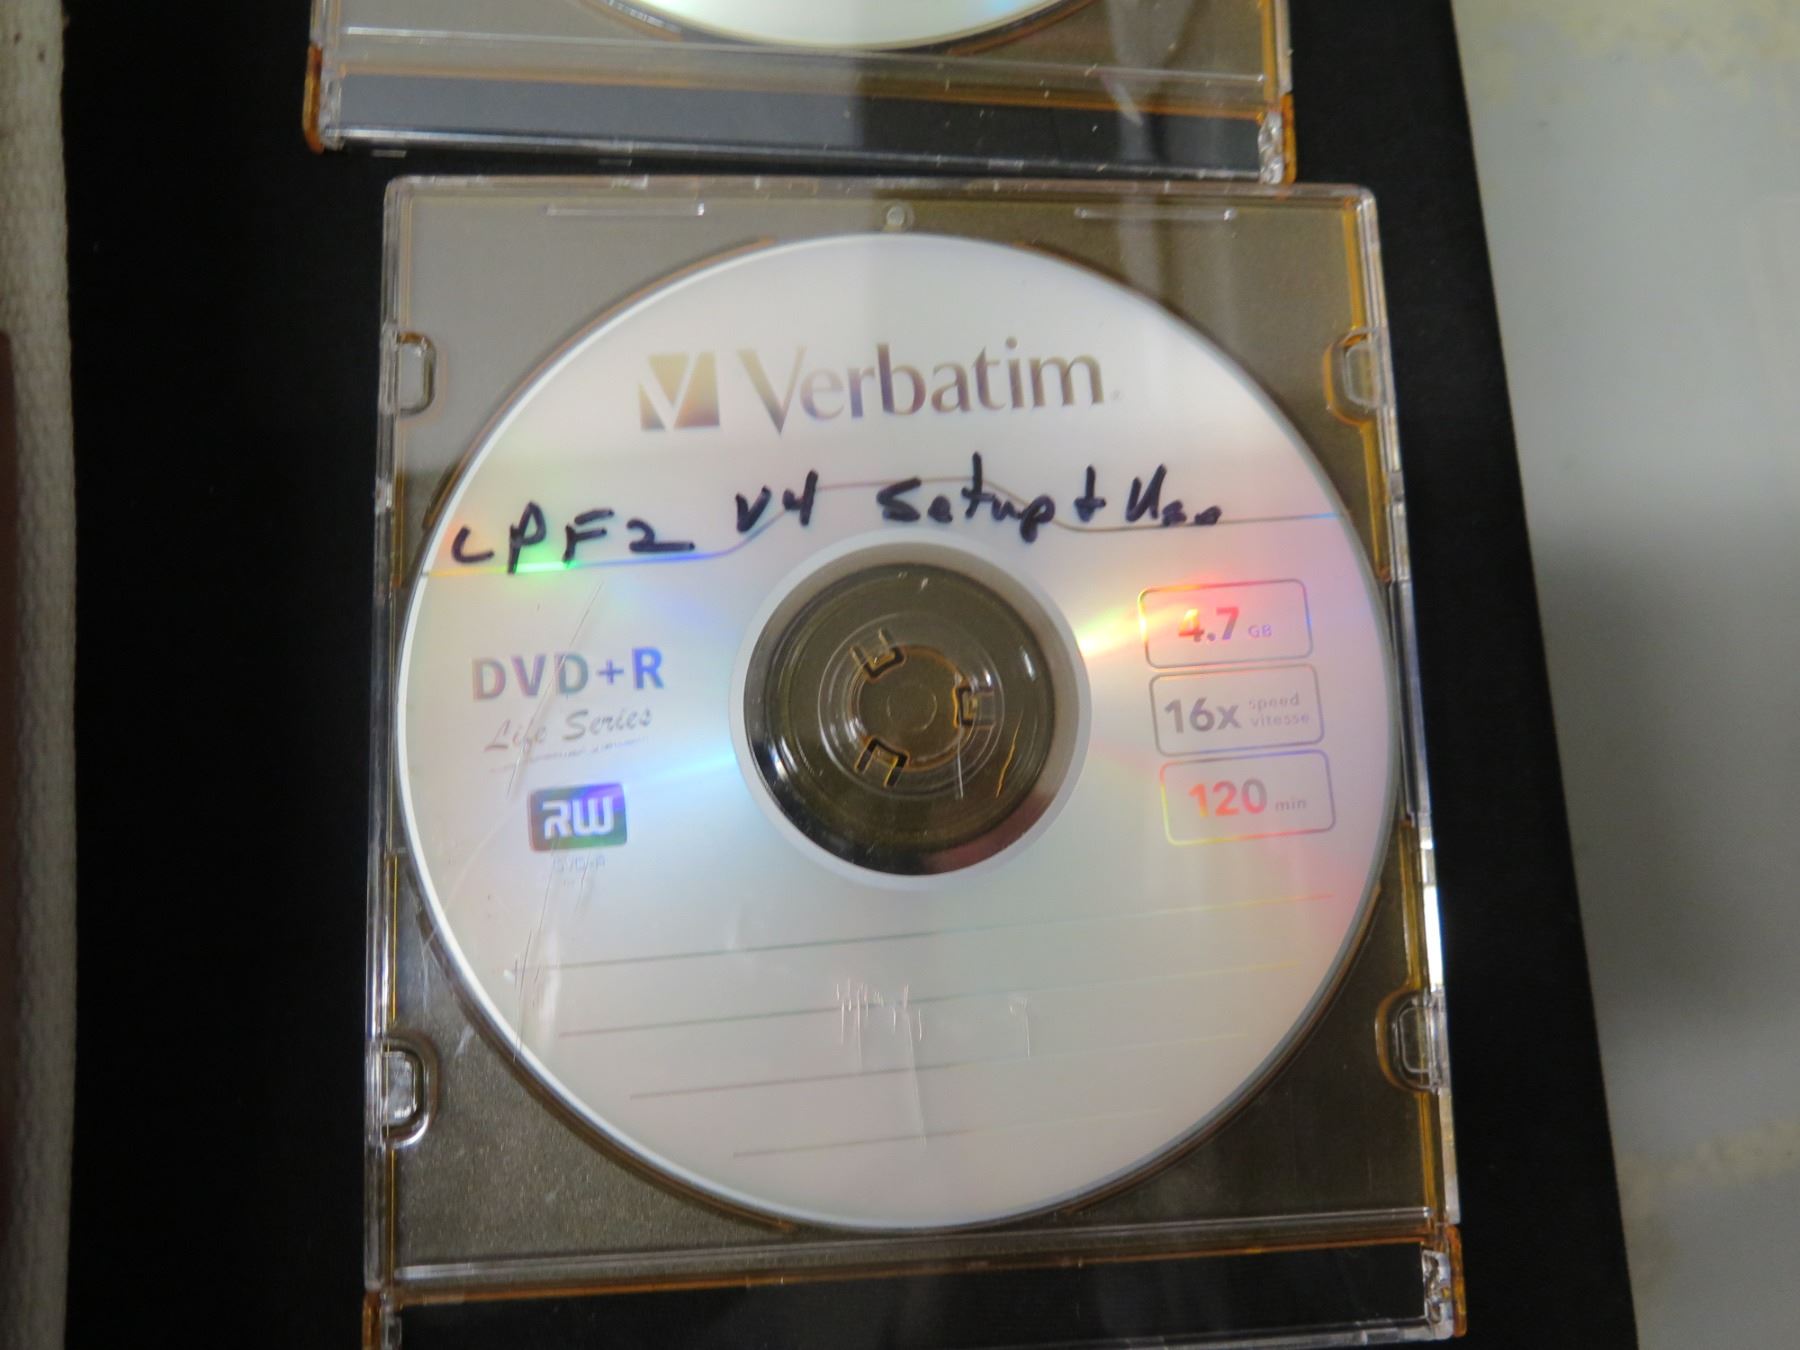 Verbatim
CPF2 V4 Setup + Use
DVD+R
Life Series
RW
DVD+R
4.7 GB
16x speed vitesse
120 min